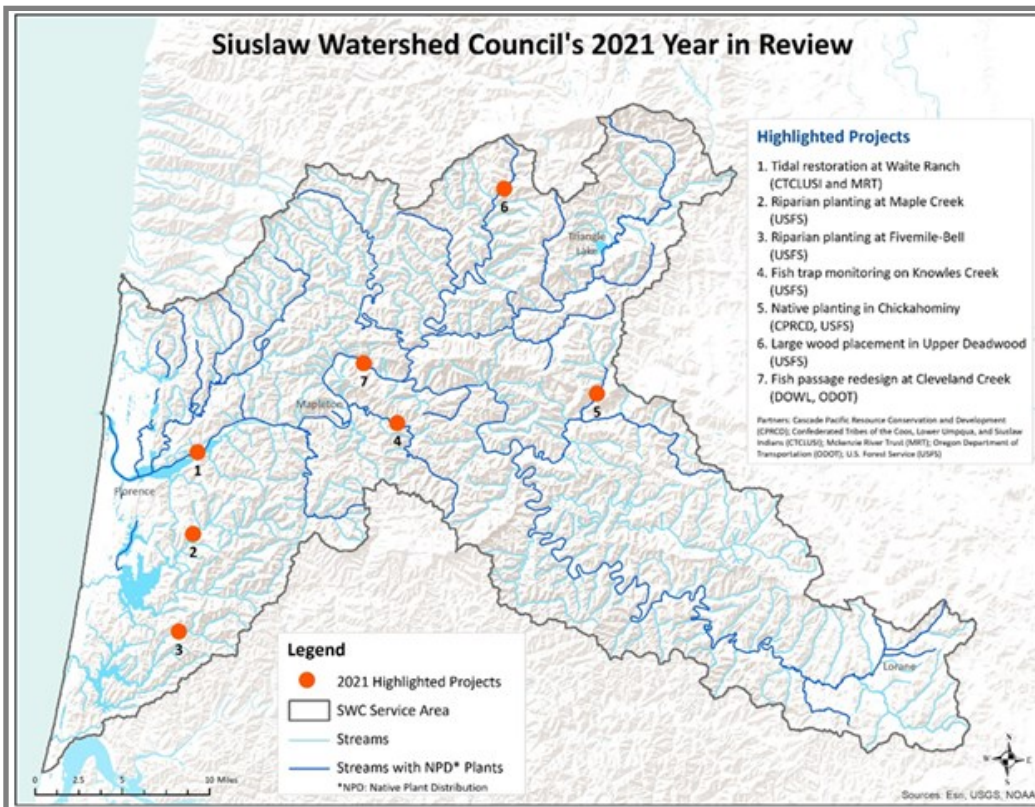 Siuslaw Watershed Council's 2021 Year in Review
Highlighted Projects
1. Tidal restoration at Waite Ranch
(CTCLUSI and MRT)
2. Riparian planting at Maple Creek
(USFS)
3. Riparian planting at Fivemile-Bell
(USFS)
4. Fish trap monitoring on Knowles Creek
(USFS)
5. Native planting in Chickahominy
(CPRCD, USFS)
6. Large wood placement in Upper Deadwood
(USFS)
7. Fish passage redesign at Cleveland Creek
(DOWL, ODOT)
Partners: Cascade Pacific Resource Conservation and Development
(CPRCD); Confederated Tribes of the Coos, Lower Umpqua, and Siuslaw
Indians (CTCLUSI); Mckenzie River Trust (MRT); Oregon Department of
Transportation (ODOT); U.S. Forest Service (USFS)
6
Triangle
Lake
7
Mapleton
4
5
1
Florence
2
3
Lorane
Legend
2021 Highlighted Projects
SWC Service Area
Streams
Streams with NPD* Plants
*NPD: Native Plant Distribution
0 2.5 5 10 Miles
N
W E
S
Sources: Esri, USGS, NOAA